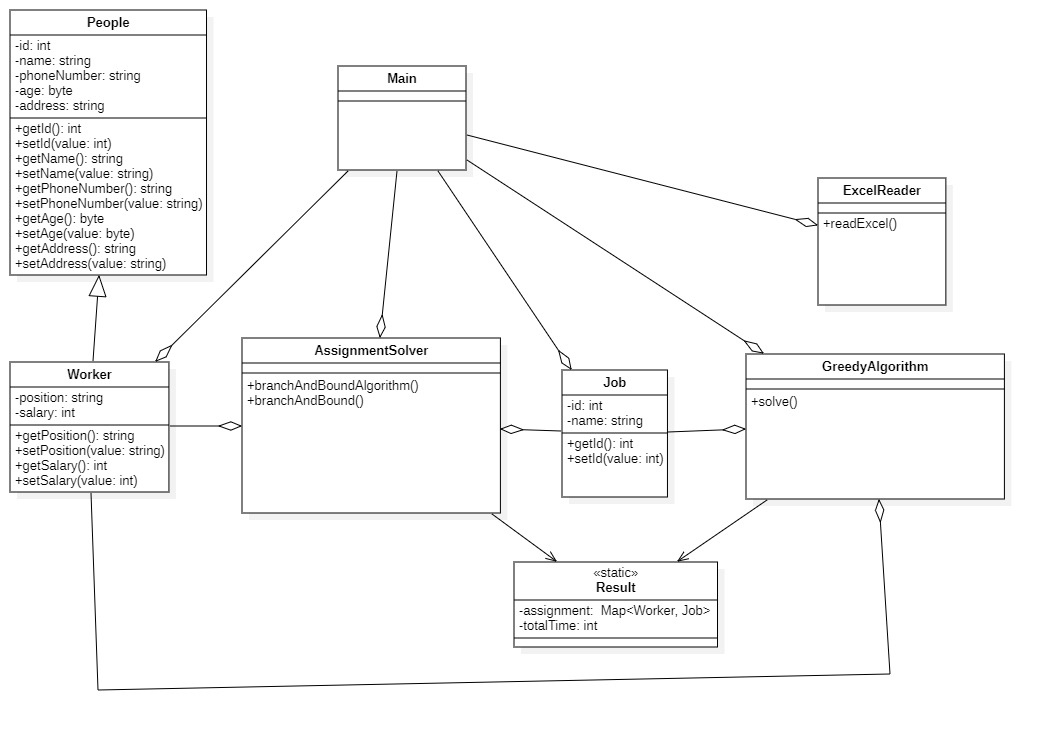 People
-id: int
-name: string
-phoneNumber: string
-age: byte
-address: string
+getId(): int
+setId(value: int)
+getName(): string
+setName(value: string)
+getPhoneNumber(): string
+setPhoneNumber(value: string)
+getAge(): byte
+setAge(value: byte)
+getAddress(): string
+setAddress(value: string)
Main
ExcelReader
+readExcel()
Worker
-position: string
-salary: int
+getPosition(): string
+setPosition(value: string)
+getSalary(): int
+setSalary(value: int)
AssignmentSolver
+branchAndBoundAlgorithm()
+branchAndBound()
Job
-id: int
-name: string
+getId(): int
+setId(value: int)
GreedyAlgorithm
+solve()
«static»
Result
-assignment:  Map<Worker, Job>
-totalTime: int